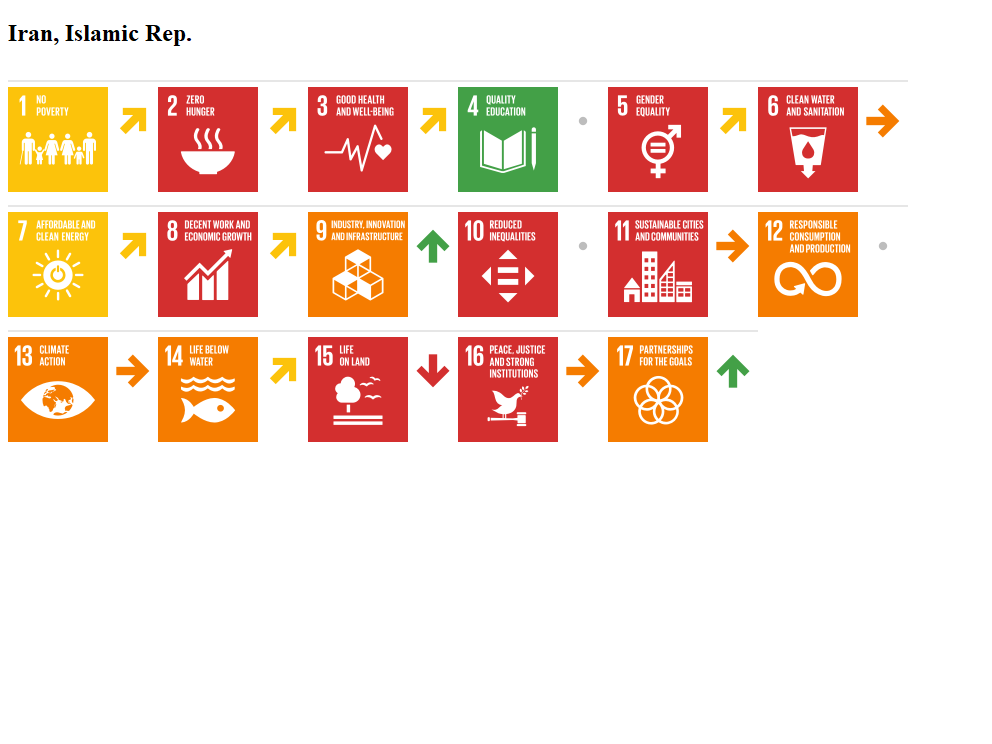 Iran, Islamic Rep.
1 NO
POVERTY
2 ZERO
HUNGER
3 GOOD HEALTH
AND WELL-BEING
4 QUALITY
EDUCATION
5 GENDER
EQUALITY
6 CLEAN WATER
AND SANITATION
7 AFFORDABLE AND
CLEAN ENERGY
8 DECENT WORK AND
ECONOMIC GROWTH
9 INDUSTRY, INNOVATION
AND INFRASTRUCTURE
10 REDUCED
INEQUALITIES
11 SUSTAINABLE CITIES
AND COMMUNITIES
12 RESPONSIBLE
CONSUMPTION
AND PRODUCTION
13 CLIMATE
ACTION
14 LIFE BELOW
WATER
15 LIFE
ON LAND
16 PEACE, JUSTICE
AND STRONG
INSTITUTIONS
17 PARTNERSHIPS
FOR THE GOALS